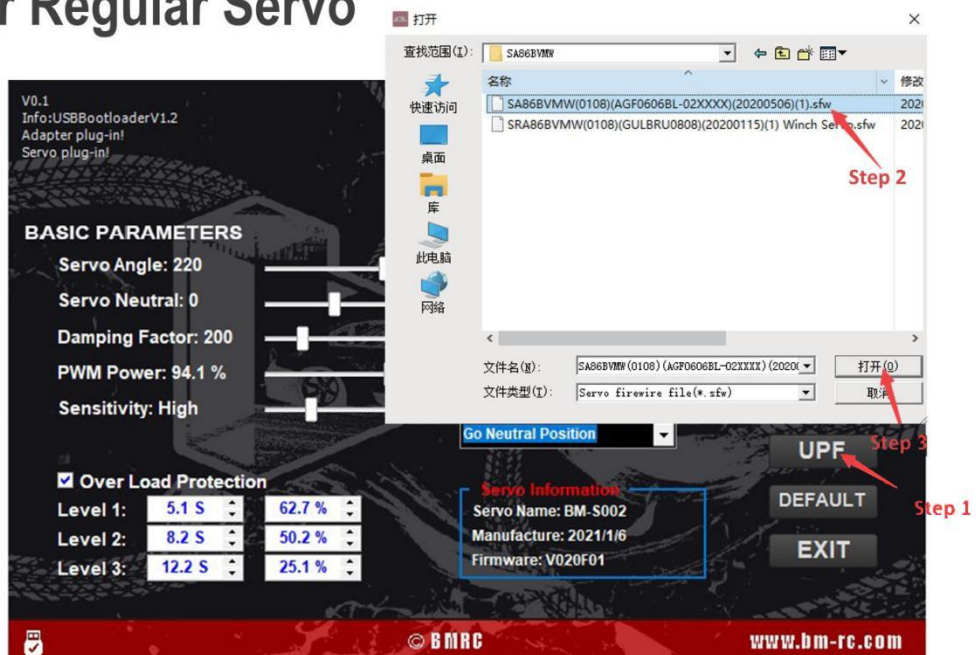 r Regular Servo
打开
查找范围(I):
SA86BVMW
名称
修改
快速访问
桌面
库
此电脑
网络
SA86BVMW(0108)(AGF0606BL-02XXXX)(20200506)(1).sfw
202
SRA86BVMW(0108)(GULBRU0808)(20200115)(1) Winch Servo.sfw
202
Step 2
文件名(N):
SA86BVMW(0108)(AGF0606BL-02XXXX)(2020
打开(O)
文件类型(T):
Servo firewire file(*.sfw)
取消
V0.1
Info:USBBootloaderV1.2
Adapter plug-in!
Servo plug-in!
BASIC PARAMETERS
Servo Angle: 220
Servo Neutral: 0
Damping Factor: 200
PWM Power: 94.1 %
Sensitivity: High
Go Neutral Position
Step 3
UPF
Step 1
Over Load Protection
Level 1: 5.1 S 62.7 %
Level 2: 8.2 S 50.2 %
Level 3: 12.2 S 25.1 %
Servo Information
Servo Name: BM-S002
Manufacture: 2021/1/6
Firmware: V020F01
DEFAULT
EXIT
© BMRC
www.bm-rc.com